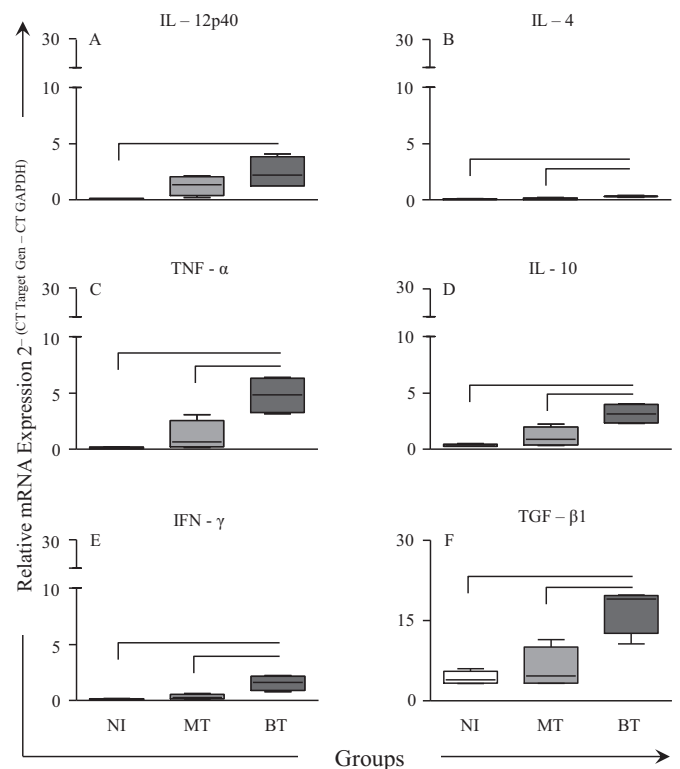 IL – 12p40
A
30
10
5
0
IL – 4
B
30
10
5
0
TNF - α
C
30
10
5
0
IL - 10
D
30
10
5
0
IFN - γ
E
30
10
5
0
NI MT BT
TGF – β1
F
30
15
0
NI MT BT
Relative mRNA Expression 2– (CT Target Gen – CT GAPDH)
Groups